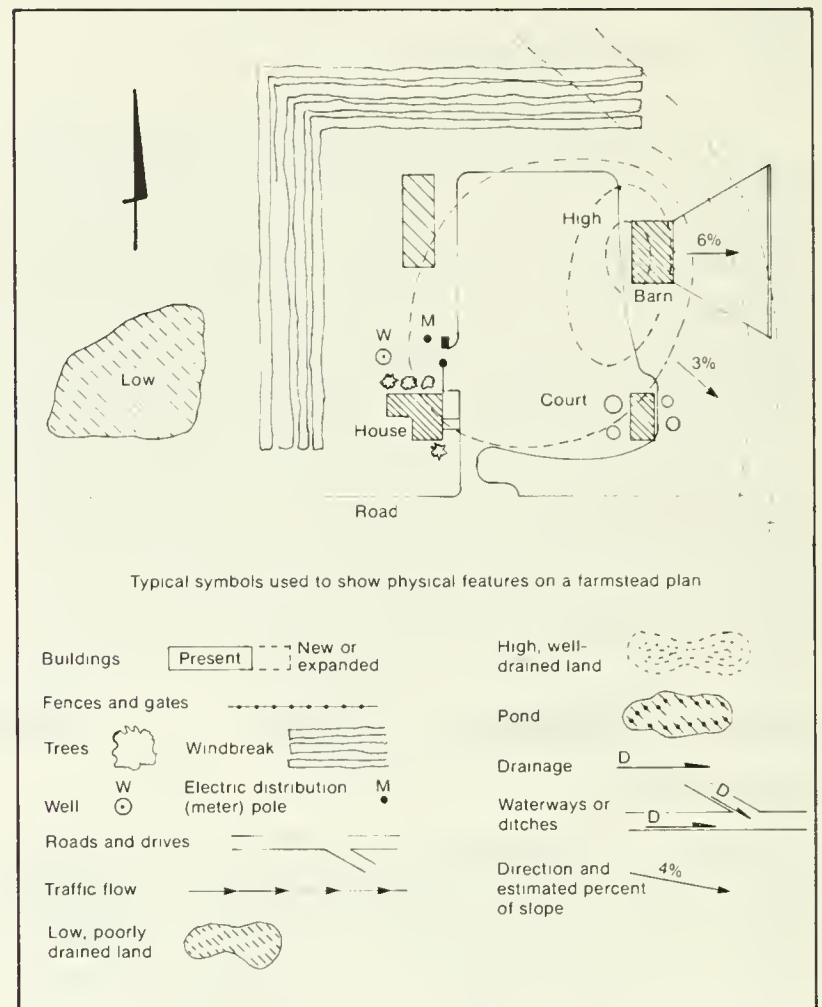 High
6%
Barn
M
W
3%
Low
Court
House
Road
Typical symbols used to show physical features on a farmstead plan
Buildings
Present
New or
expanded
Fences and gates
Trees
Windbreak
W
Well
Electric distribution
(meter) pole
M
Roads and drives
Traffic flow
Low, poorly
drained land
High, well-
drained land
Pond
Drainage
D
Waterways or
ditches
D
D
Direction and
estimated percent
of slope
4%